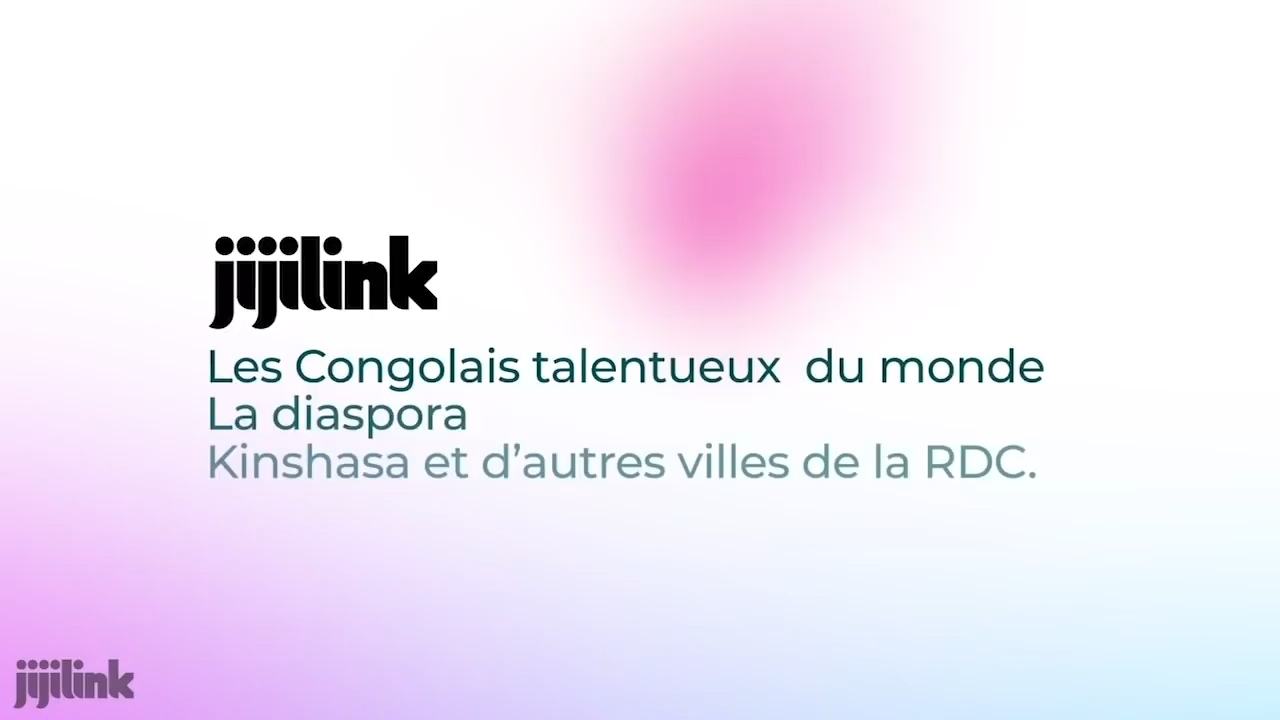 jijilink
Les Congolais talentueux  du monde
La diaspora
Kinshasa et d’autres villes de la RDC.
jijilink